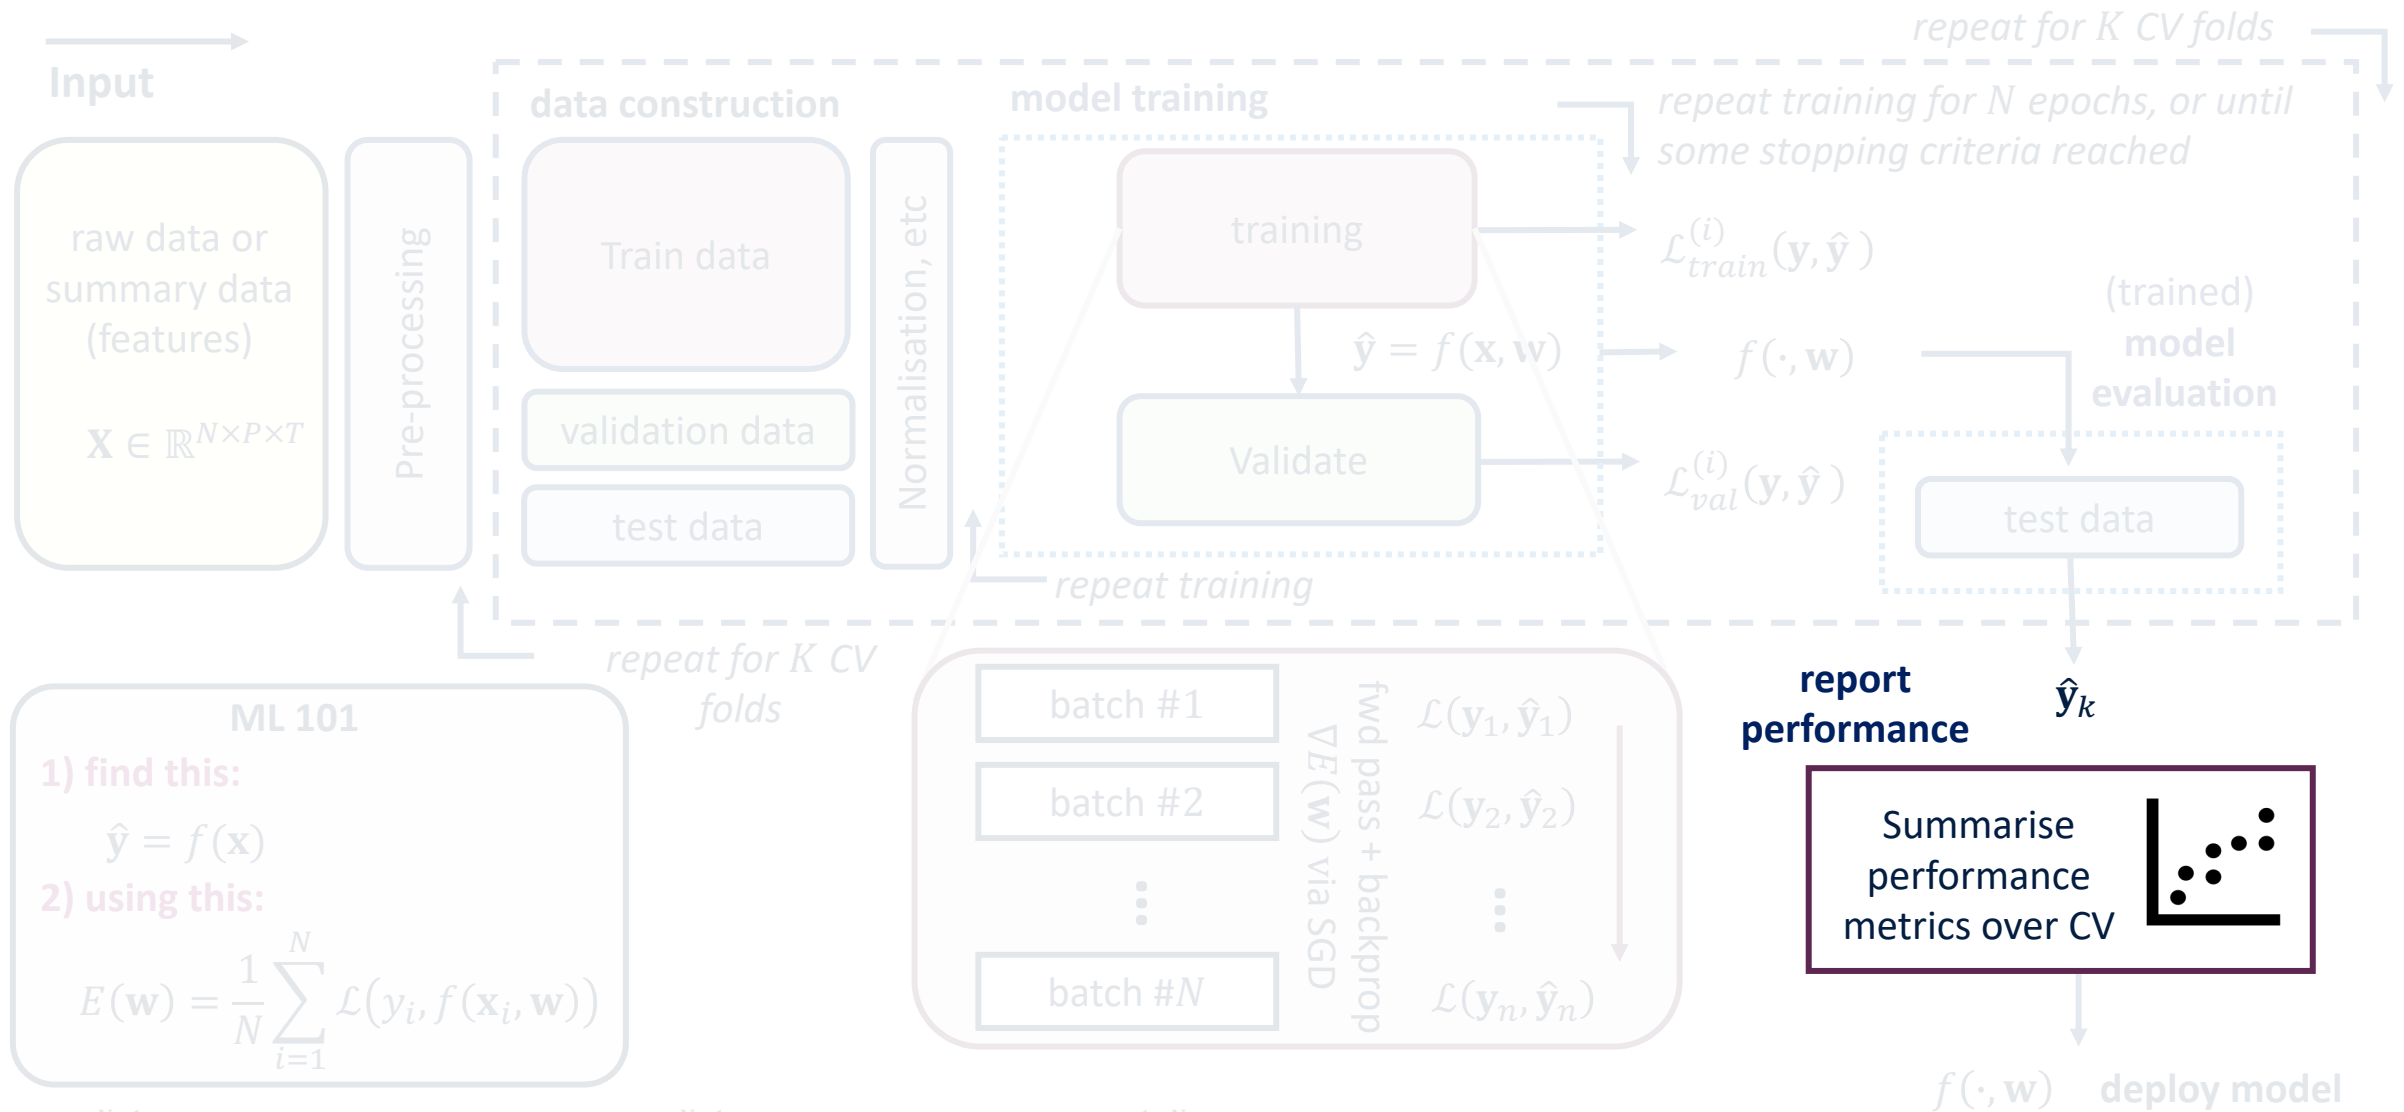 repeat for K CV folds
Input
data construction
model training
repeat training for N epochs, or until
some stopping criteria reached
raw data or
summary data
(features)
𝐗 ∈ ℝ^{N×P×T}
Pre-processing
Train data
validation data
test data
Normalisation, etc
training
ŷ = f(𝐱, 𝐰)
Validate
ℒ_{train}^{(i)}(𝐲, ŷ )
f(·, 𝐰)
ℒ_{val}^{(i)}(𝐲, ŷ )
(trained)
model
evaluation
test data
repeat training
repeat for K CV
folds
ML 101
1) find this:
ŷ = f(𝐱)
2) using this:
E(𝐰) = \frac{1}{N} \sum_{i=1}^{N} ℒ(y_i, f(𝐱_i, 𝐰))
batch #1
batch #2
batch #N
fwd pass + backprop
∇E(𝐰) via SGD
ℒ(𝐲_1, ŷ_1)
ℒ(𝐲_2, ŷ_2)
ℒ(𝐲_n, ŷ_n)
report
performance
ŷ_k
Summarise
performance
metrics over CV
f(·, 𝐰) deploy model